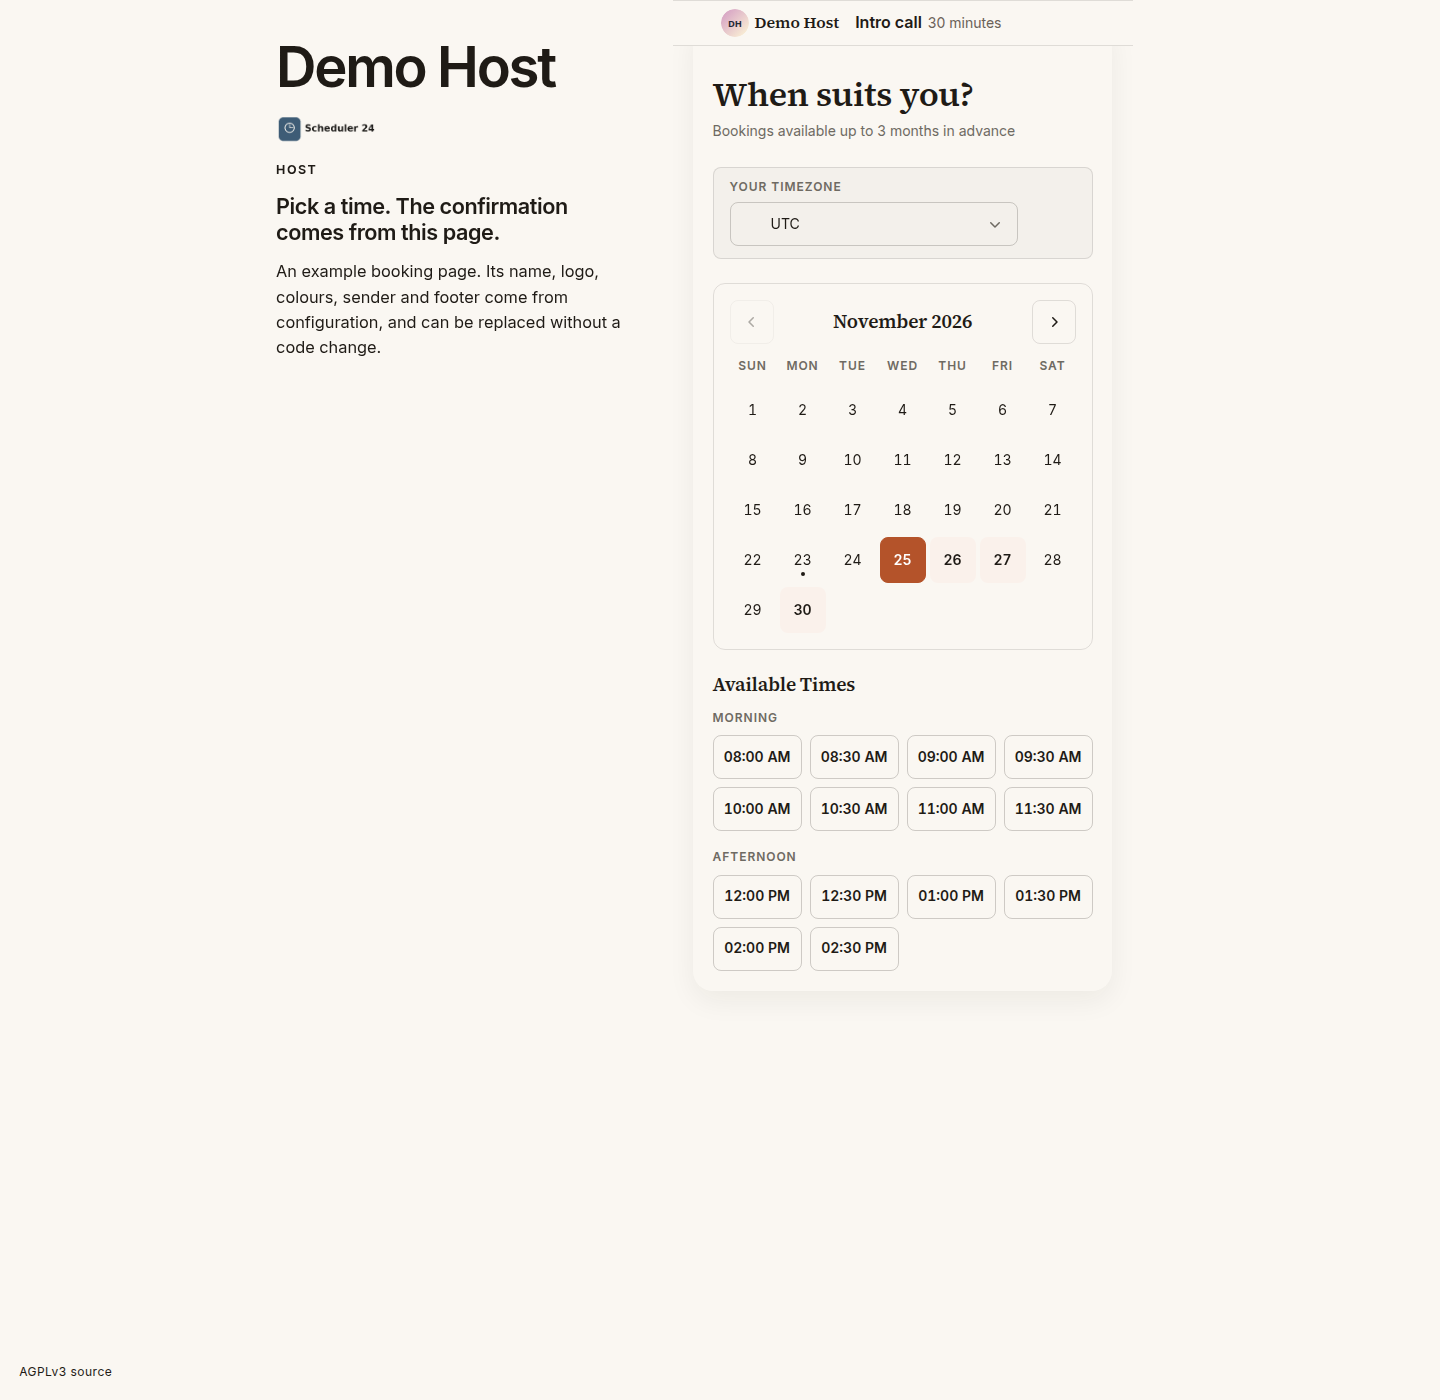 Demo Host
Scheduler 24
HOST
Pick a time. The confirmation
comes from this page.
An example booking page. Its name, logo,
colours, sender and footer come from
configuration, and can be replaced without a
code change.
DH Demo Host Intro call 30 minutes
When suits you?
Bookings available up to 3 months in advance
YOUR TIMEZONE
UTC
November 2026
SUN MON TUE WED THU FRI SAT
1 2 3 4 5 6 7
8 9 10 11 12 13 14
15 16 17 18 19 20 21
22 23 24 25 26 27 28
29 30
Available Times
MORNING
08:00 AM 08:30 AM 09:00 AM 09:30 AM
10:00 AM 10:30 AM 11:00 AM 11:30 AM
AFTERNOON
12:00 PM 12:30 PM 01:00 PM 01:30 PM
02:00 PM 02:30 PM
AGPLv3 source